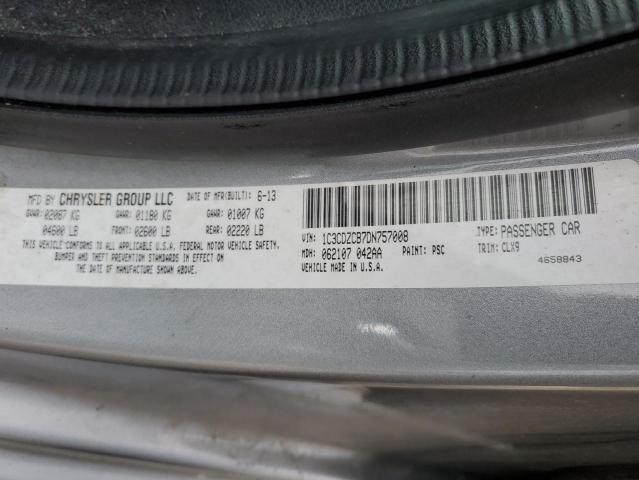 MFD BY CHRYSLER GROUP LLC DATE OF MFR(BUILT): 6-13
GVWR: 02087 KG GAWR: 01180 KG GAWR: 01007 KG
04600 LB FRONT: 02600 LB REAR: 02220 LB
THIS VEHICLE CONFORMS TO ALL APPLICABLE U.S.A. FEDERAL MOTOR VEHICLE SAFETY,
BUMPER AND THEFT PREVENTION STANDARDS IN EFFECT ON
THE DATE OF MANUFACTURE SHOWN ABOVE.
VIN: 1C3CDZCB7DN757008 TYPE: PASSENGER CAR
MDH: 062107 042AA PAINT: PSC TRIM: CLX9
VEHICLE MADE IN U.S.A. 4658843